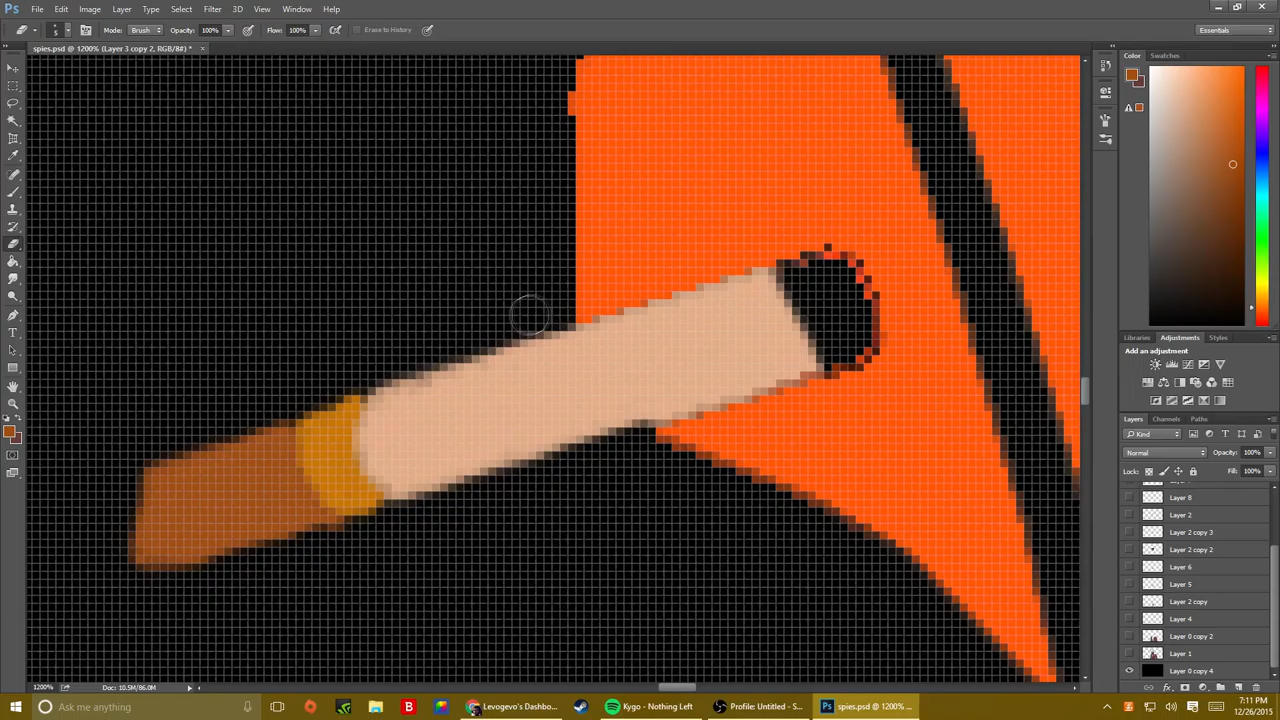 Ps File Edit Image Layer Type Select Filter 3D View Window Help
5 Mode: Brush Opacity: 100% Flow: 100% Erase to History Essentials
spies.psd @ 1200% (Layer 3 copy 2, RGB/8#) * ×
Color Swatches
Libraries Adjustments Styles
Add an adjustment
Layers Channels Paths
Kind
Normal Opacity: 100%
Lock: Fill: 100%
Layer 8
Layer 2
Layer 2 copy 3
Layer 2 copy 2
Layer 6
Layer 5
Layer 2 copy
Layer 4
Layer 0 copy 2
Layer 1
Layer 0 copy 4
1200% Doc: 10.5M/86.0M
fx
Ask me anything
B
Levogevo's Dashbo...
Kygo - Nothing Left
Profile: Untitled - S...
Ps spies.psd @ 1200% ...
7:11 PM
12/26/2015